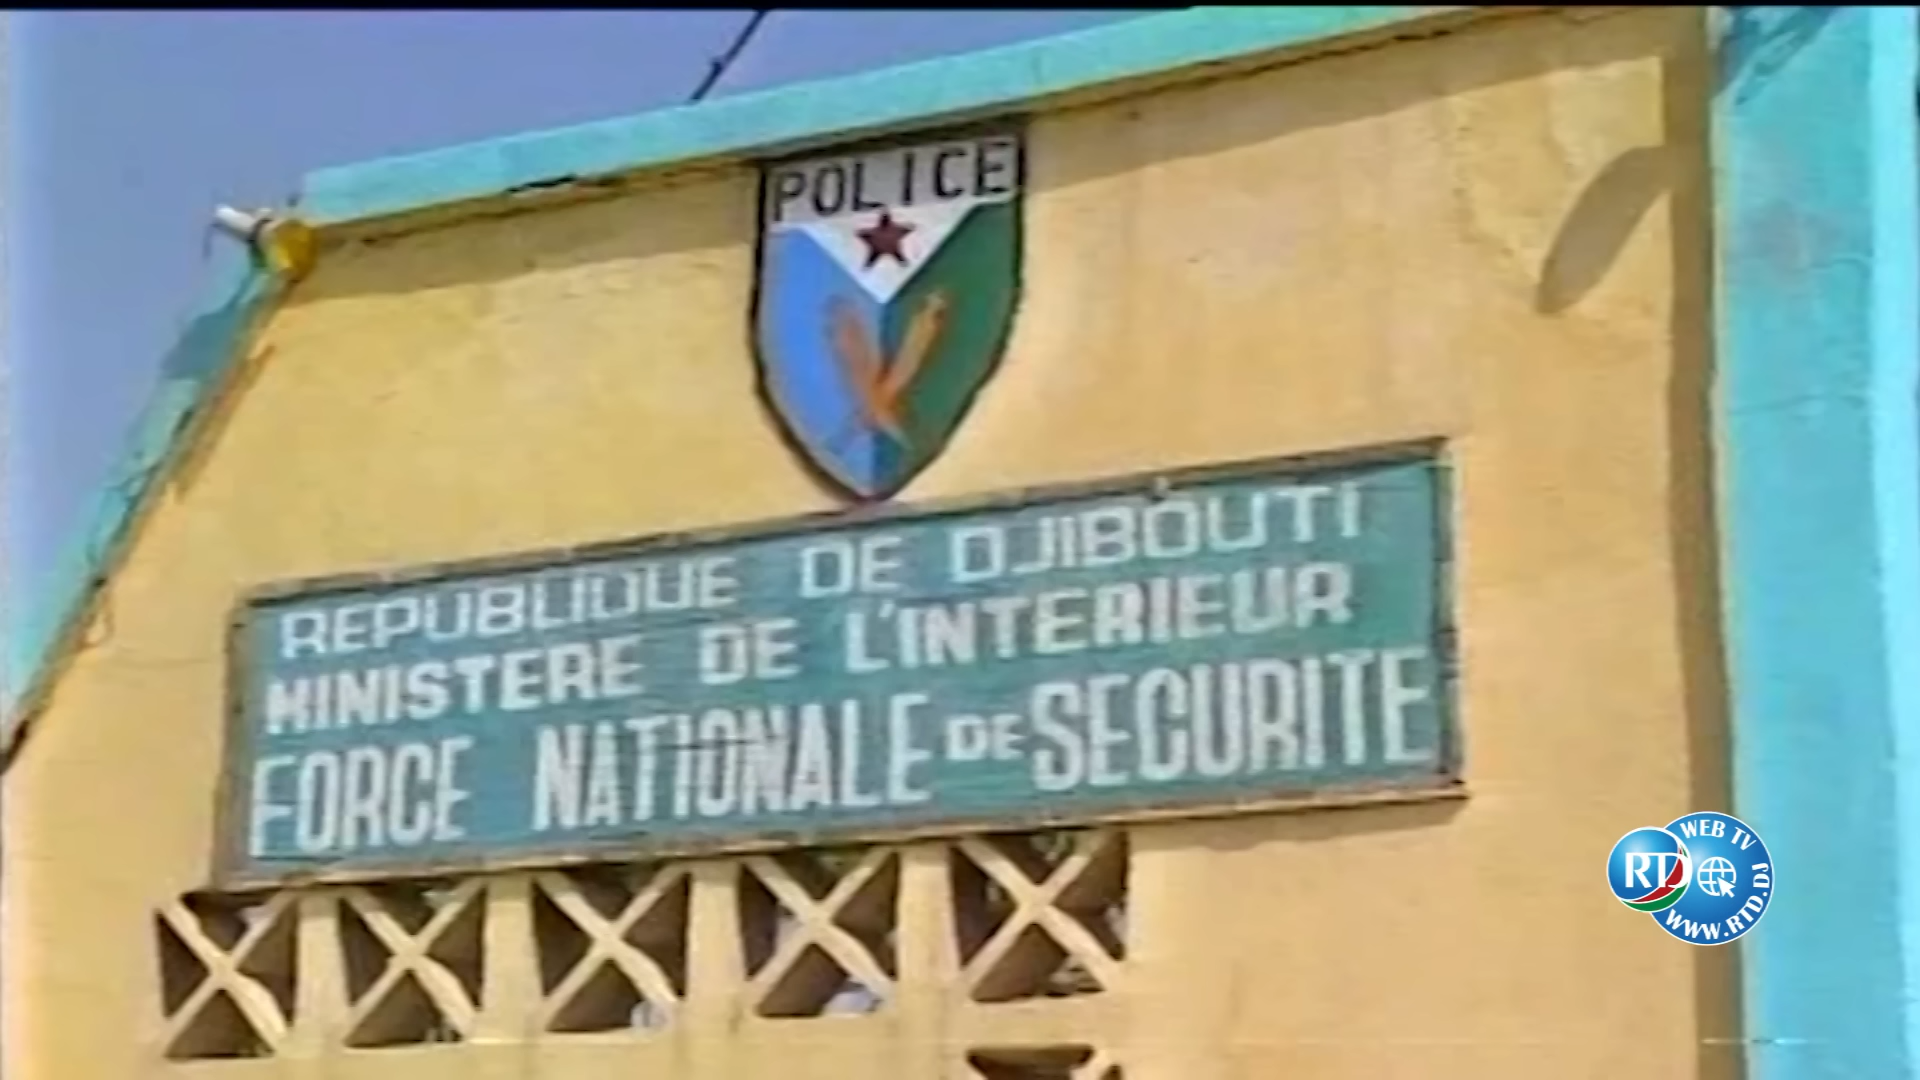 POLICE
REPUBLIQUE DE DJIBOUTI
MINISTERE DE L'INTERIEUR
FORCE NATIONALE DE SECURITE
WEB TV
RTD
WWW.RTD.DJ